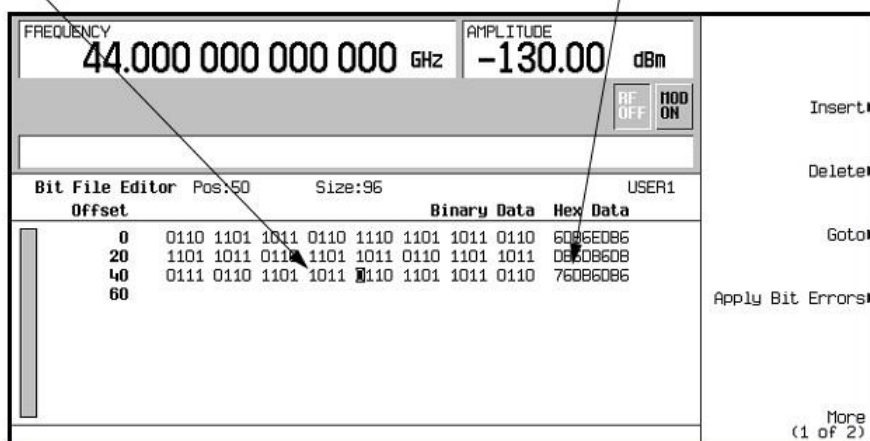 FREQUENCY
44.000 000 000 000 GHz
AMPLITUDE
-130.00 dBm
RF OFF
MOD ON
Insert
Delete
Bit File Editor Pos:50 Size:96 USER1
Offset Binary Data Hex Data
0 0110 1101 1011 0110 1110 1101 1011 0110 6DB6EDB6
20 1101 1011 0110 1101 1011 0110 1101 1011 DB6DB6DB
40 0111 0110 1101 1011 0110 1101 1011 0110 76DB6DB6
60
Goto
Apply Bit Errors
More
(1 of 2)